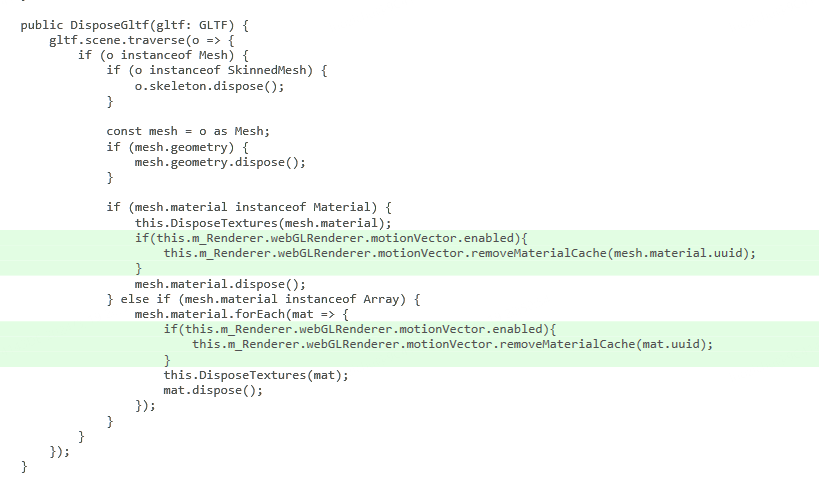 public DisposeGltf(gltf: GLTF) {
gltf.scene.traverse(o => {
if (o instanceof Mesh) {
if (o instanceof SkinnedMesh) {
o.skeleton.dispose();
}
const mesh = o as Mesh;
if (mesh.geometry) {
mesh.geometry.dispose();
}
if (mesh.material instanceof Material) {
this.DisposeTextures(mesh.material);
if(this.m_Renderer.webGLRenderer.motionVector.enabled){
this.m_Renderer.webGLRenderer.motionVector.removeMaterialCache(mesh.material.uuid);
}
mesh.material.dispose();
} else if (mesh.material instanceof Array) {
mesh.material.forEach(mat => {
if(this.m_Renderer.webGLRenderer.motionVector.enabled){
this.m_Renderer.webGLRenderer.motionVector.removeMaterialCache(mat.uuid);
}
this.DisposeTextures(mat);
mat.dispose();
});
}
}
});
}